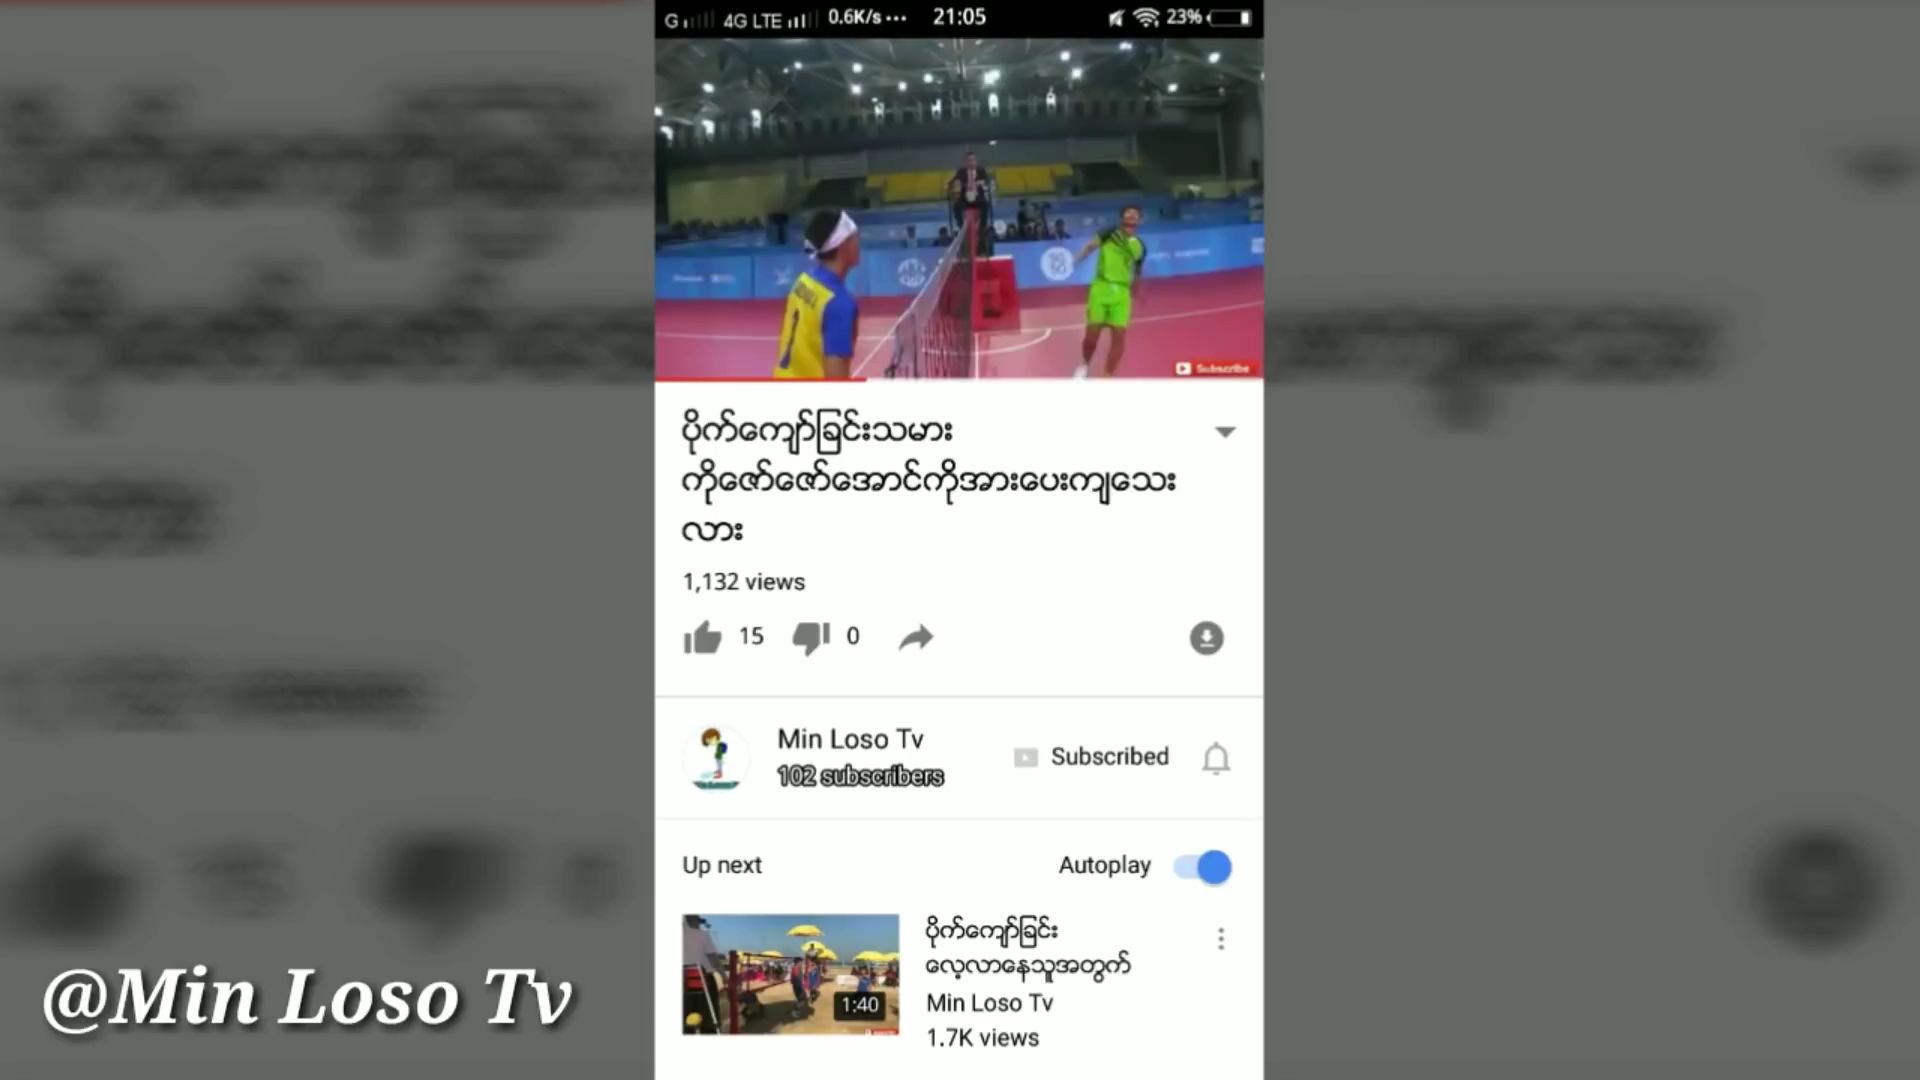 G 4G LTE 0.6K/s ... 21:05 23%
1
Subscribe
ပိုက်ကျော်ခြင်းသမား
ကိုဇော်ဇော်အောင်ကိုအားပေးကျသေး
လား
1,132 views
15 0
Min Loso Tv
102 subscribers
Subscribed
Up next
Autoplay
1:40
ပိုက်ကျော်ခြင်း
လေ့လာနေသူအတွက်
Min Loso Tv
1.7K views
@Min Loso Tv